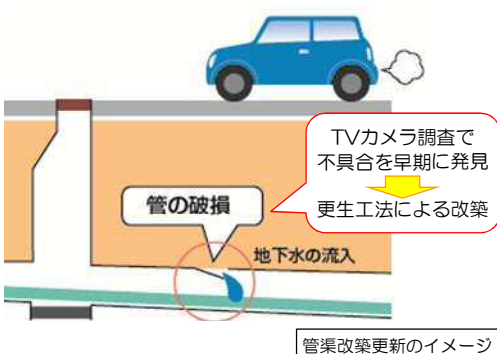 TVカメラ調査で
不具合を早期に発見
更生工法による改築
管の破損
地下水の流入
管渠改築更新のイメージ